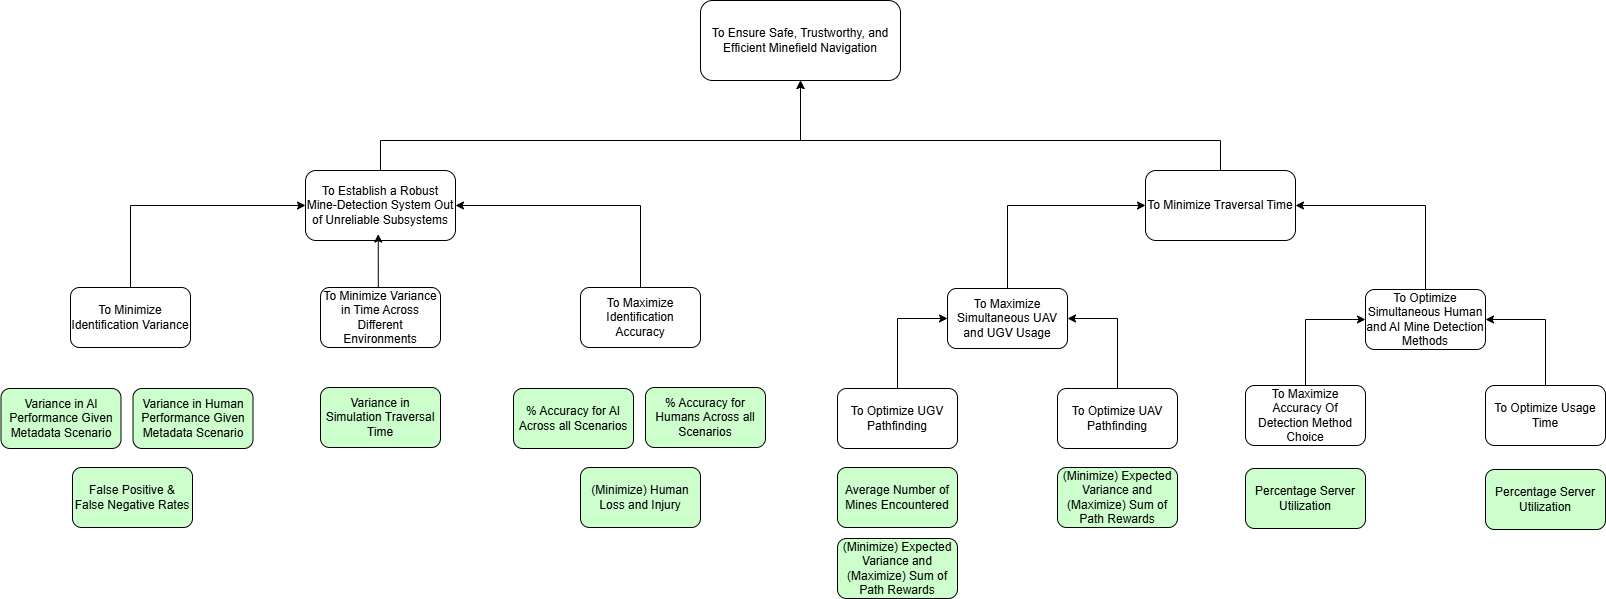 To Ensure Safe, Trustworthy, and
Efficient Minefield Navigation
To Establish a Robust
Mine-Detection System Out
of Unreliable Subsystems
To Minimize Traversal Time
To Minimize
Identification Variance
To Minimize Variance
in Time Across
Different
Environments
To Maximize
Identification
Accuracy
To Maximize
Simultaneous UAV
and UGV Usage
To Optimize
Simultaneous Human
and AI Mine Detection
Methods
Variance in AI
Performance Given
Metadata Scenario
Variance in Human
Performance Given
Metadata Scenario
Variance in
Simulation Traversal
Time
% Accuracy for AI
Across all Scenarios
% Accuracy for
Humans Across all
Scenarios
To Optimize UGV
Pathfinding
To Optimize UAV
Pathfinding
To Maximize
Accuracy Of
Detection Method
Choice
To Optimize Usage
Time
False Positive &
False Negative Rates
(Minimize) Human
Loss and Injury
Average Number of
Mines Encountered
(Minimize) Expected
Variance and
(Maximize) Sum of
Path Rewards
Percentage Server
Utilization
Percentage Server
Utilization
(Minimize) Expected
Variance and
(Maximize) Sum of
Path Rewards